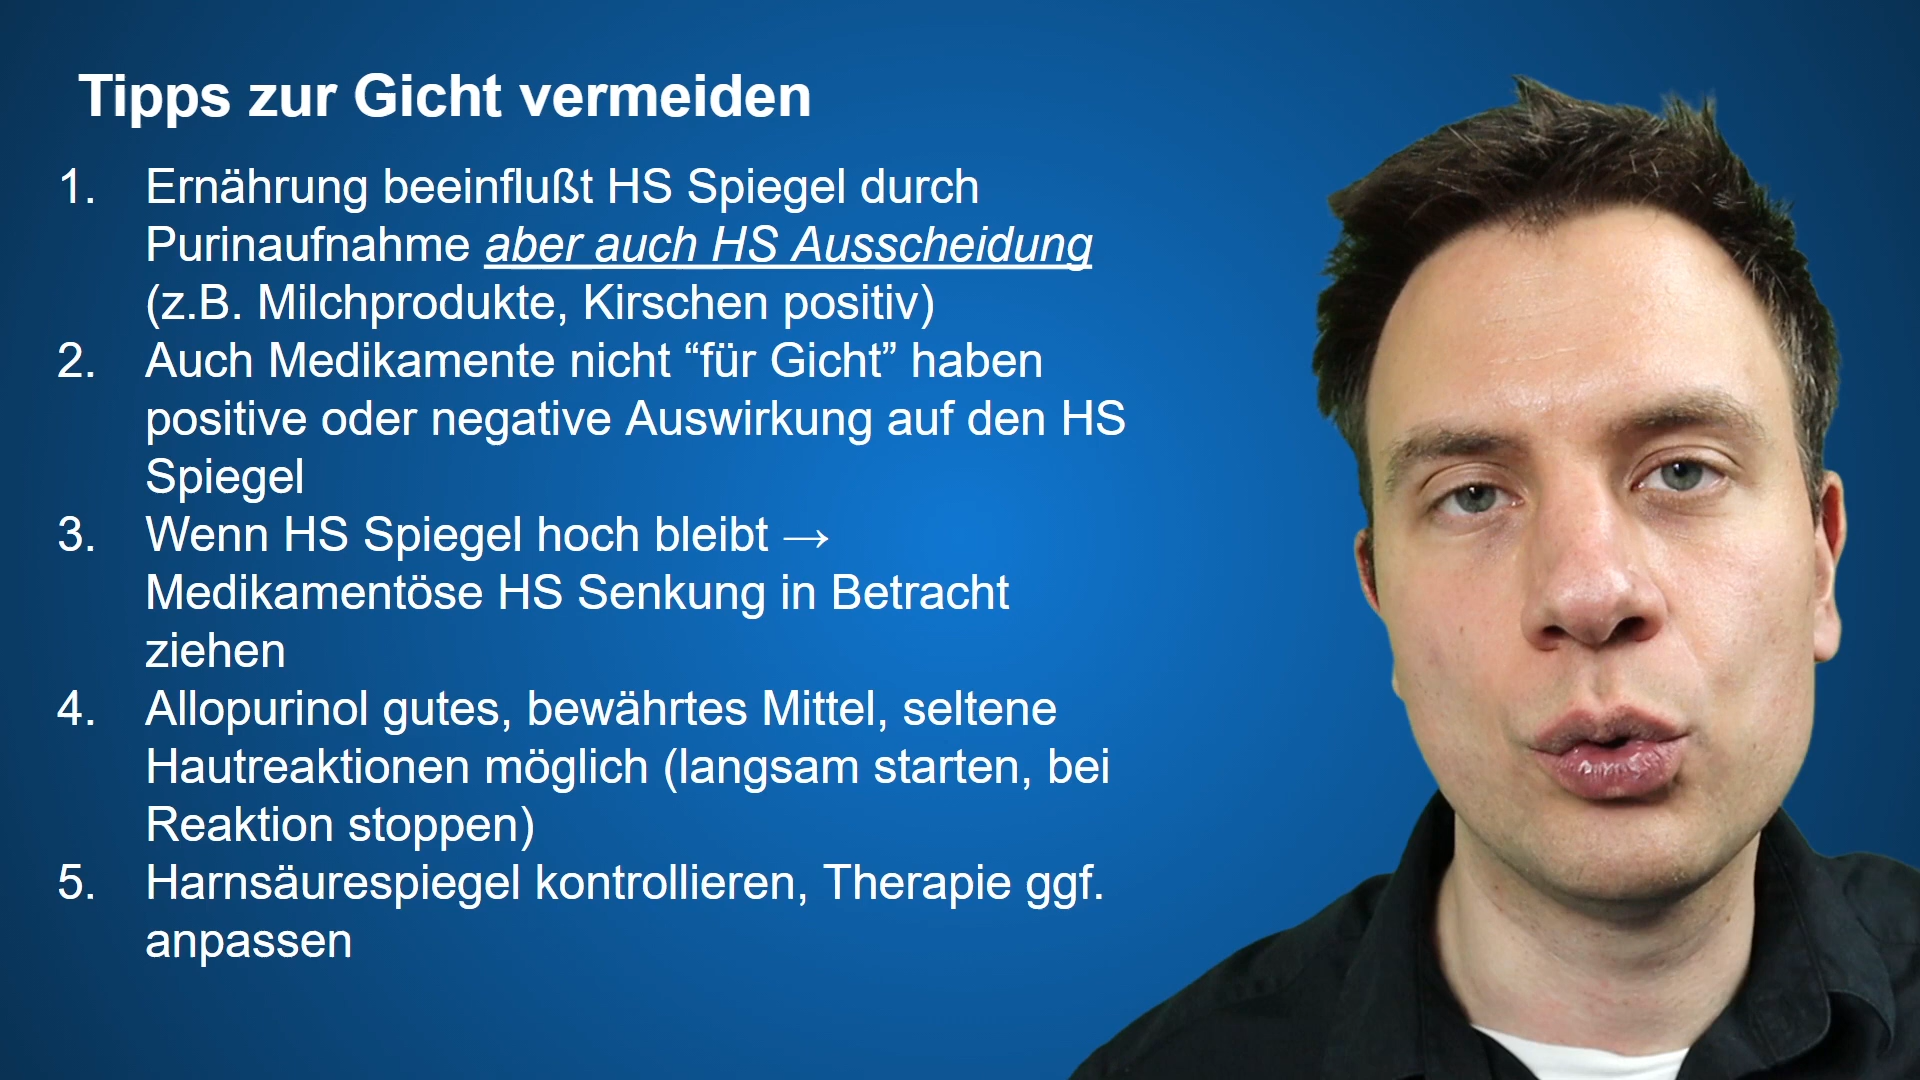 Tipps zur Gicht vermeiden
1. Ernährung beeinflußt HS Spiegel durch
Purinaufnahme aber auch HS Ausscheidung
(z.B. Milchprodukte, Kirschen positiv)
2. Auch Medikamente nicht “für Gicht” haben
positive oder negative Auswirkung auf den HS
Spiegel
3. Wenn HS Spiegel hoch bleibt →
Medikamentöse HS Senkung in Betracht
ziehen
4. Allopurinol gutes, bewährtes Mittel, seltene
Hautreaktionen möglich (langsam starten, bei
Reaktion stoppen)
5. Harnsäurespiegel kontrollieren, Therapie ggf.
anpassen